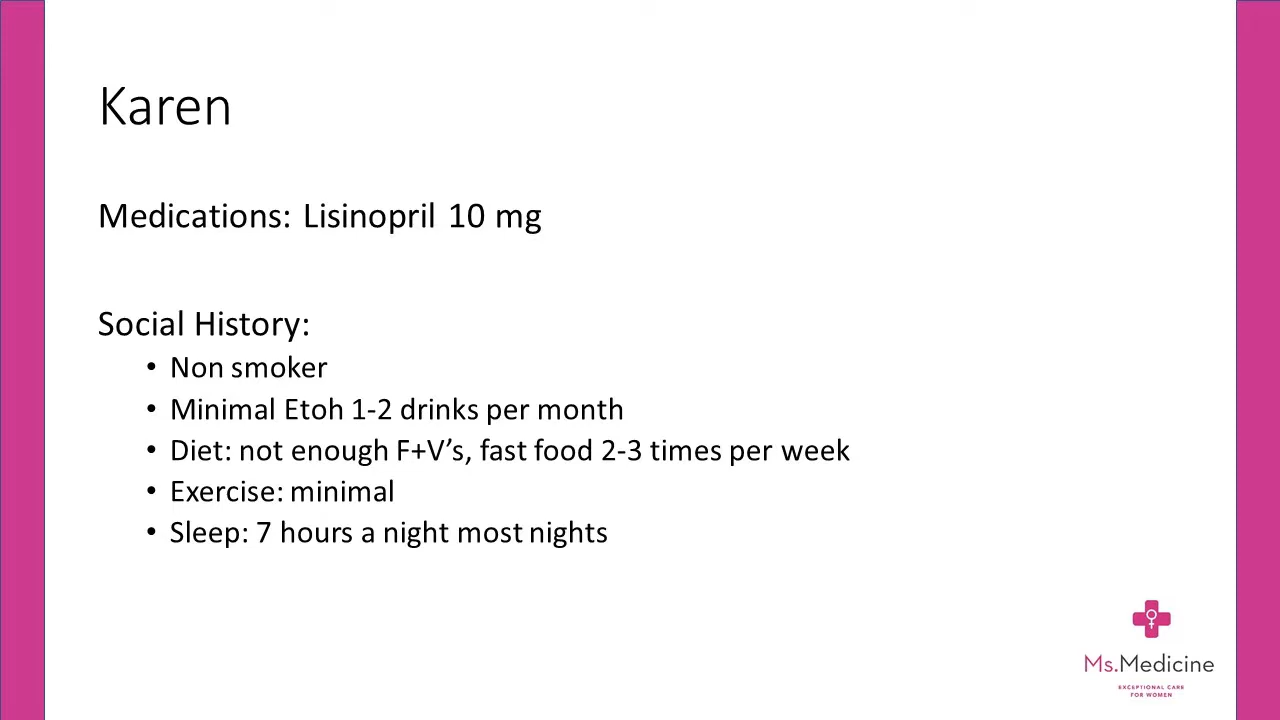 Karen
Medications: Lisinopril 10 mg
Social History:
• Non smoker
• Minimal Etoh 1-2 drinks per month
• Diet: not enough F+V’s, fast food 2-3 times per week
• Exercise: minimal
• Sleep: 7 hours a night most nights
Ms.Medicine
EXCEPTIONAL CARE
FOR WOMEN